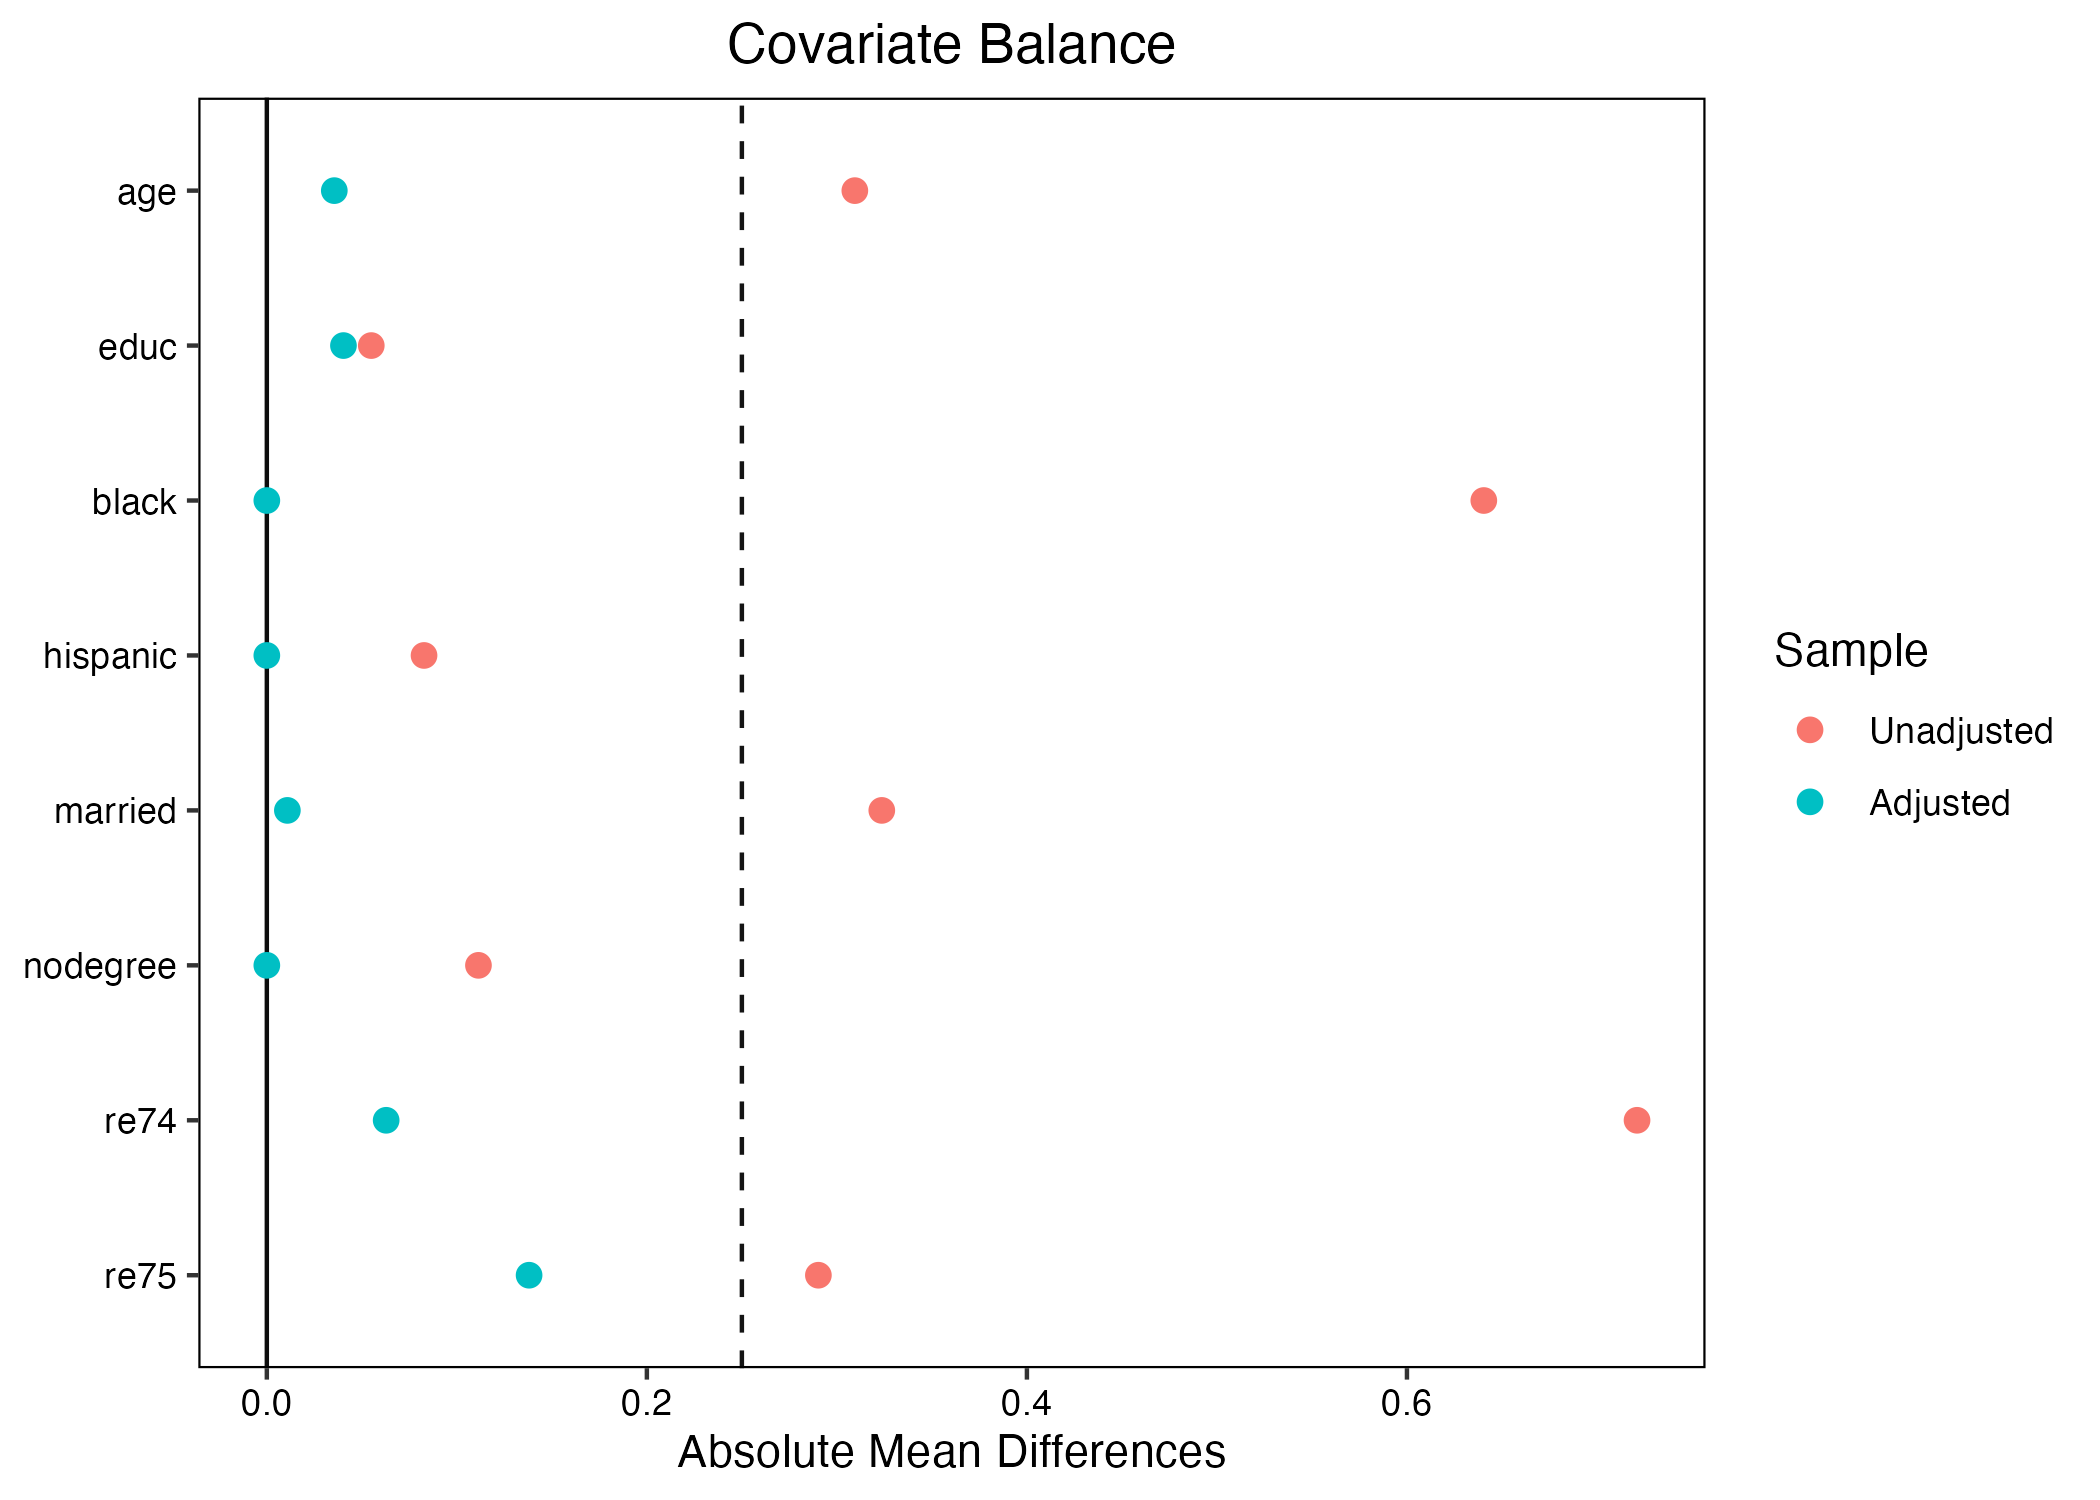 Covariate Balance
age
educ
black
hispanic
married
nodegree
re74
re75
0.0
0.2
0.4
0.6
Absolute Mean Differences
Sample
Unadjusted
Adjusted